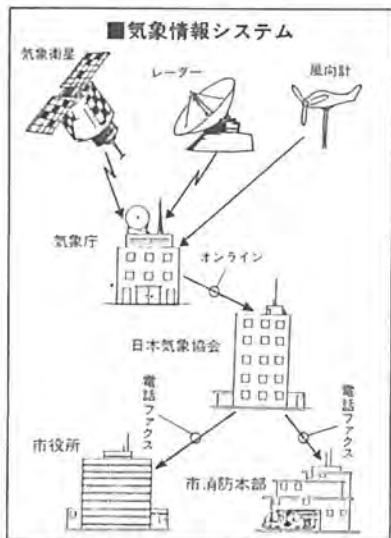 ■気象情報システム
気象衛星
レーダー
風向計
気象庁
オンライン
日本気象協会
電話ファクス
電話ファクス
市役所
市消防本部